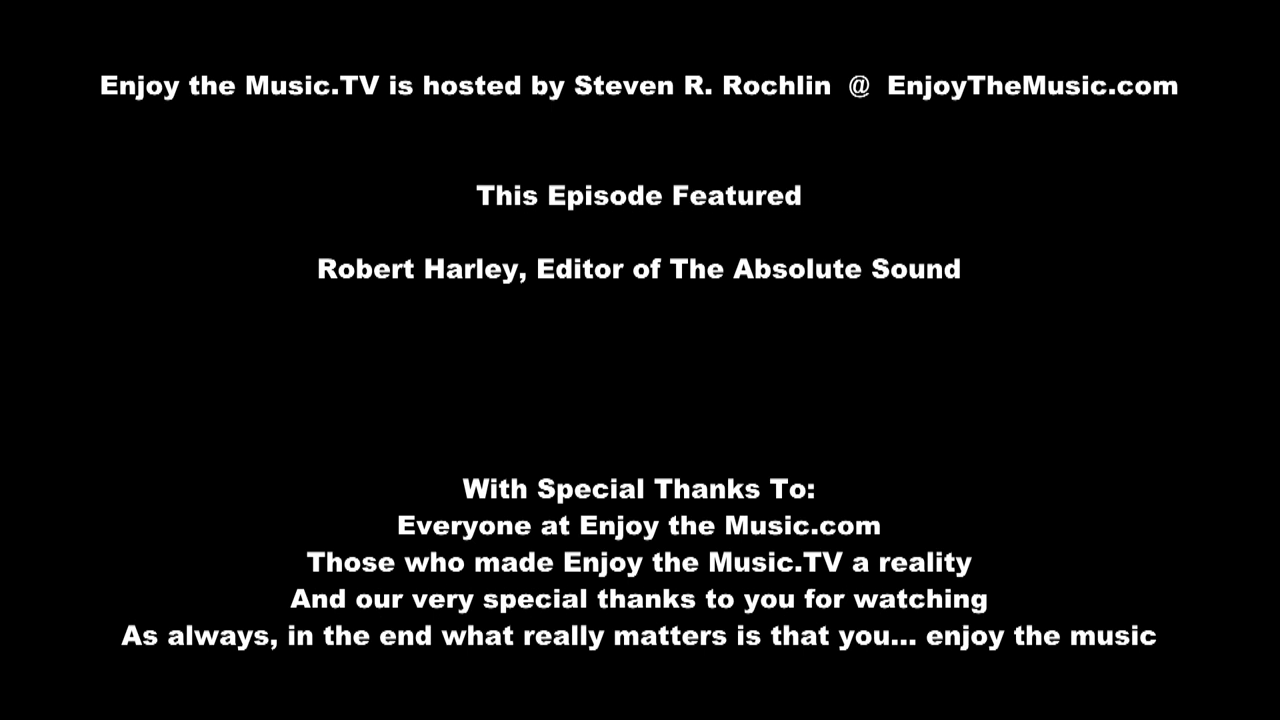 Enjoy the Music.TV is hosted by Steven R. Rochlin @ EnjoyTheMusic.com
This Episode Featured
Robert Harley, Editor of The Absolute Sound
With Special Thanks To:
Everyone at Enjoy the Music.com
Those who made Enjoy the Music.TV a reality
And our very special thanks to you for watching
As always, in the end what really matters is that you... enjoy the music